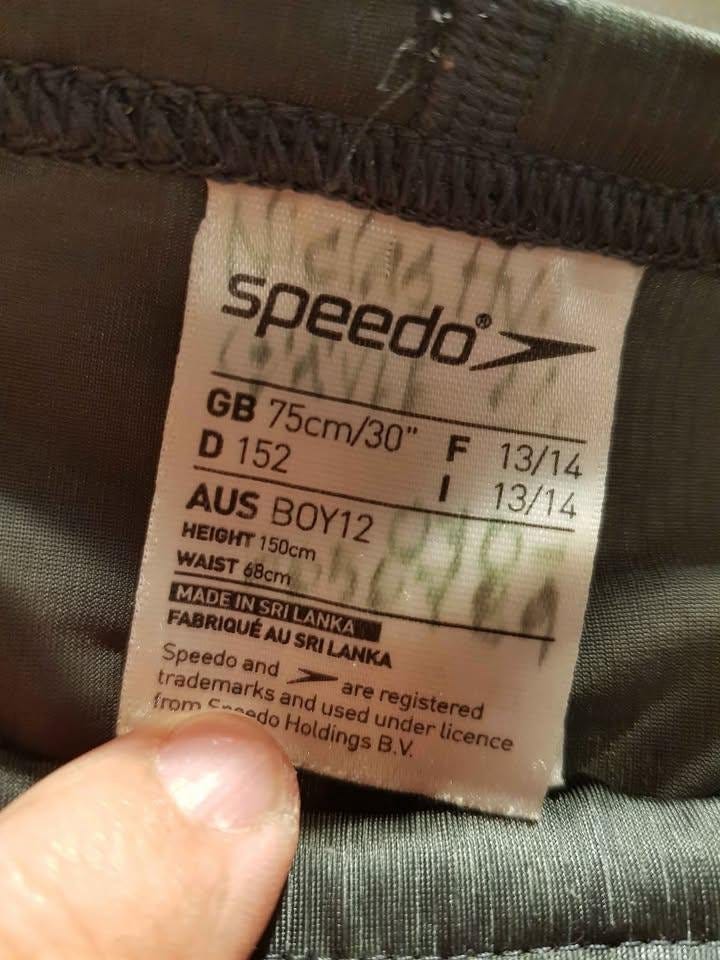 speedo®
GB 75cm/30" F 13/14
D 152 I 13/14
AUS BOY12
HEIGHT 150cm
WAIST 68cm
MADE IN SRI LANKA
FABRIQUÉ AU SRI LANKA
Speedo and are registered
trademarks and used under licence
from Speedo Holdings B.V.